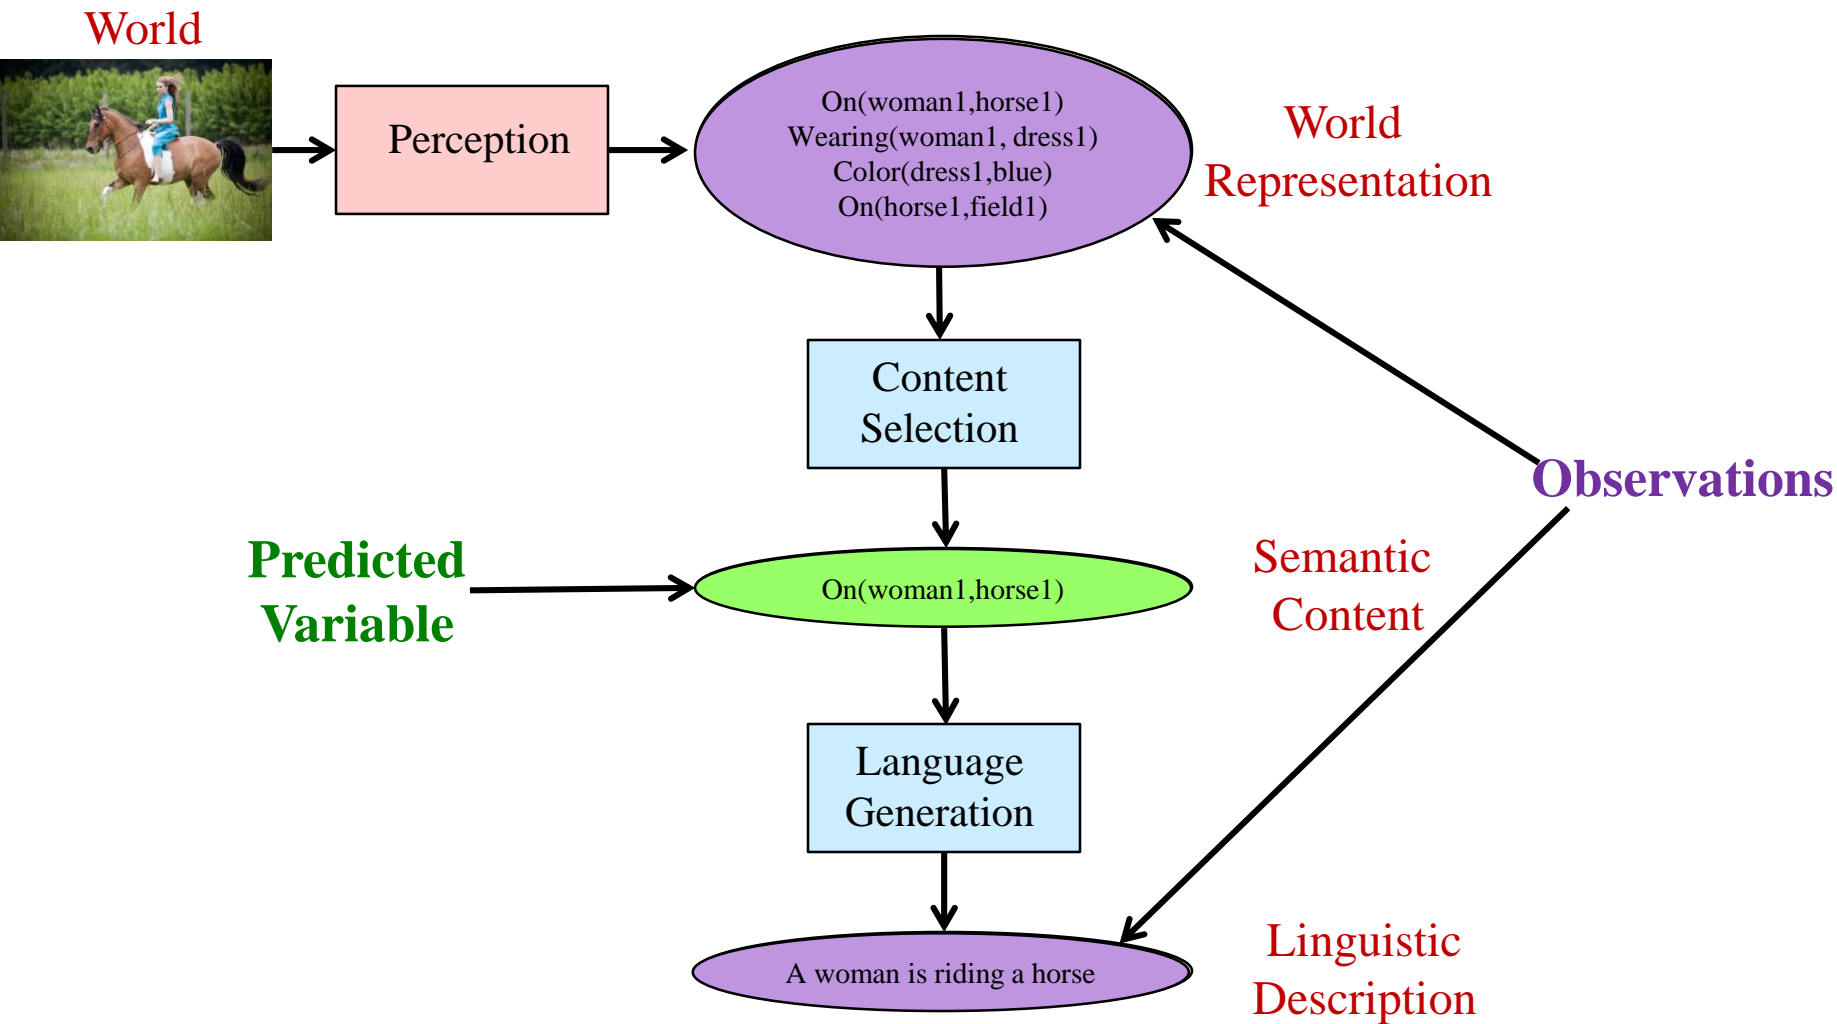 World
Perception
On(woman1,horse1)
Wearing(woman1, dress1)
Color(dress1,blue)
On(horse1,field1)
World
Representation
Content
Selection
Observations
Predicted
Variable
On(woman1,horse1)
Semantic
Content
Language
Generation
A woman is riding a horse
Linguistic
Description